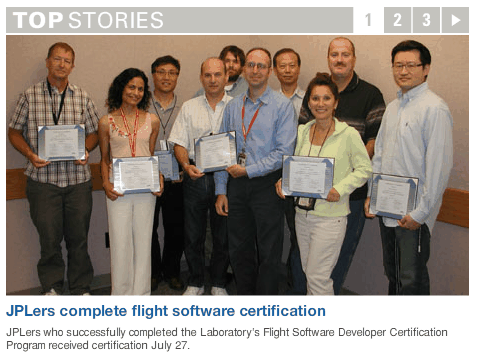 TOP STORIES 1 2 3
JPLers complete flight software certification
JPLers who successfully completed the Laboratory's Flight Software Developer Certification
Program received certification July 27.